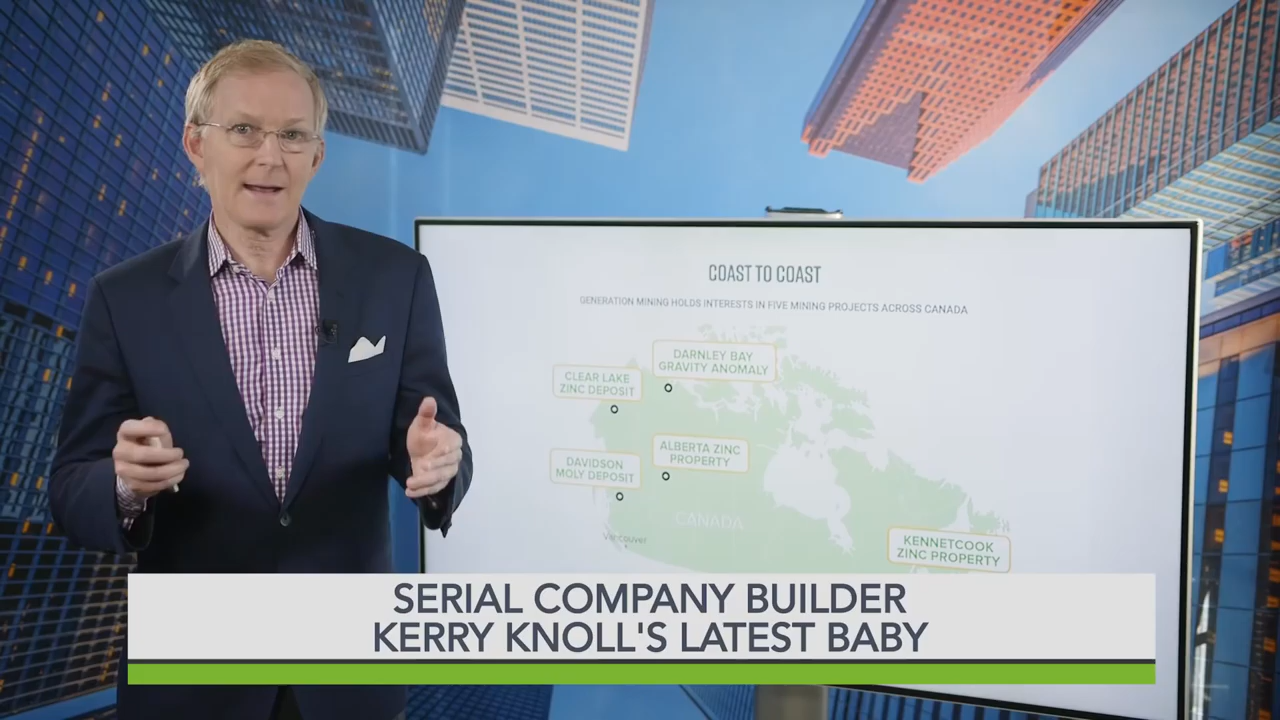 COAST TO COAST
GENERATION MINING HOLDS INTERESTS IN FIVE MINING PROJECTS ACROSS CANADA
DARNLEY BAY
GRAVITY ANOMALY
CLEAR LAKE
ZINC DEPOSIT
ALBERTA ZINC
PROPERTY
DAVIDSON
MOLY DEPOSIT
CANADA
Vancouver
KENNETCOOK
ZINC PROPERTY
SERIAL COMPANY BUILDER
KERRY KNOLL'S LATEST BABY